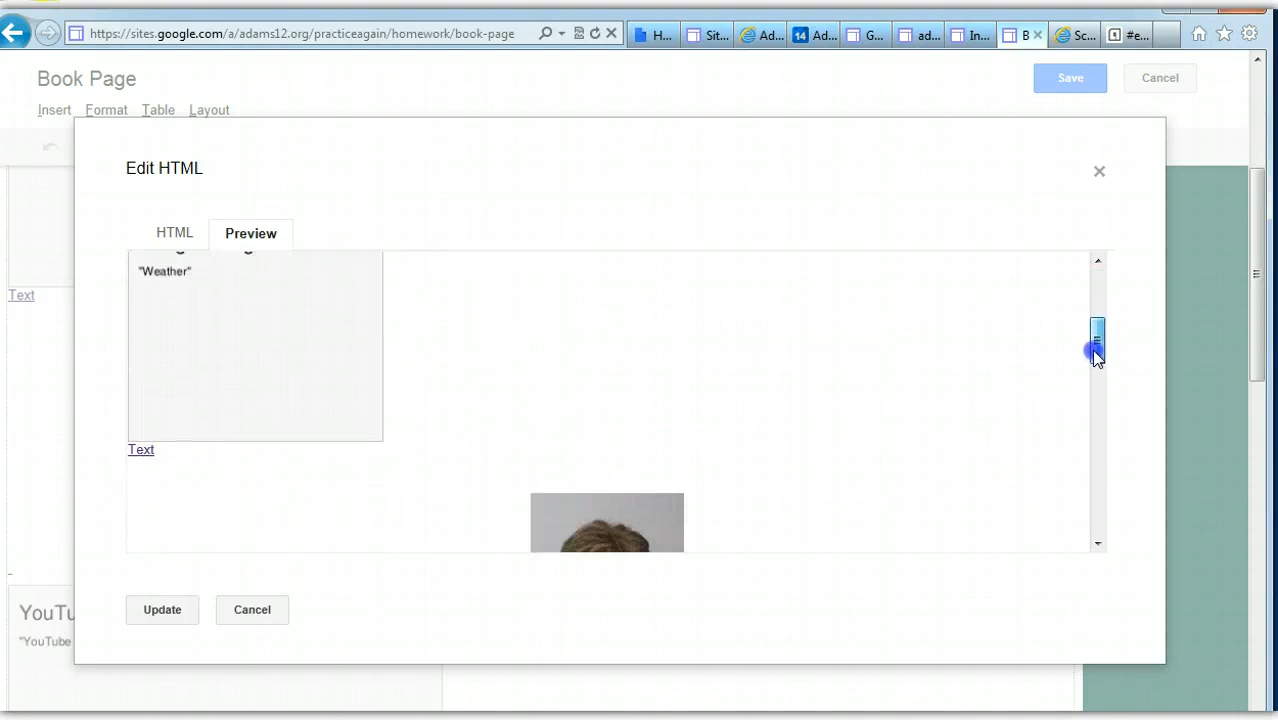 https://sites.google.com/a/adams12.org/practiceagain/homework/book-page
H...
Sit...
Ad...
14 Ad...
G...
ad...
In...
B
Sc...
#e...
Book Page
Save
Cancel
Insert Format Table Layout
Edit HTML
HTML
Preview
"Weather"
Text
Text
Update
Cancel
YouTu
"YouTube